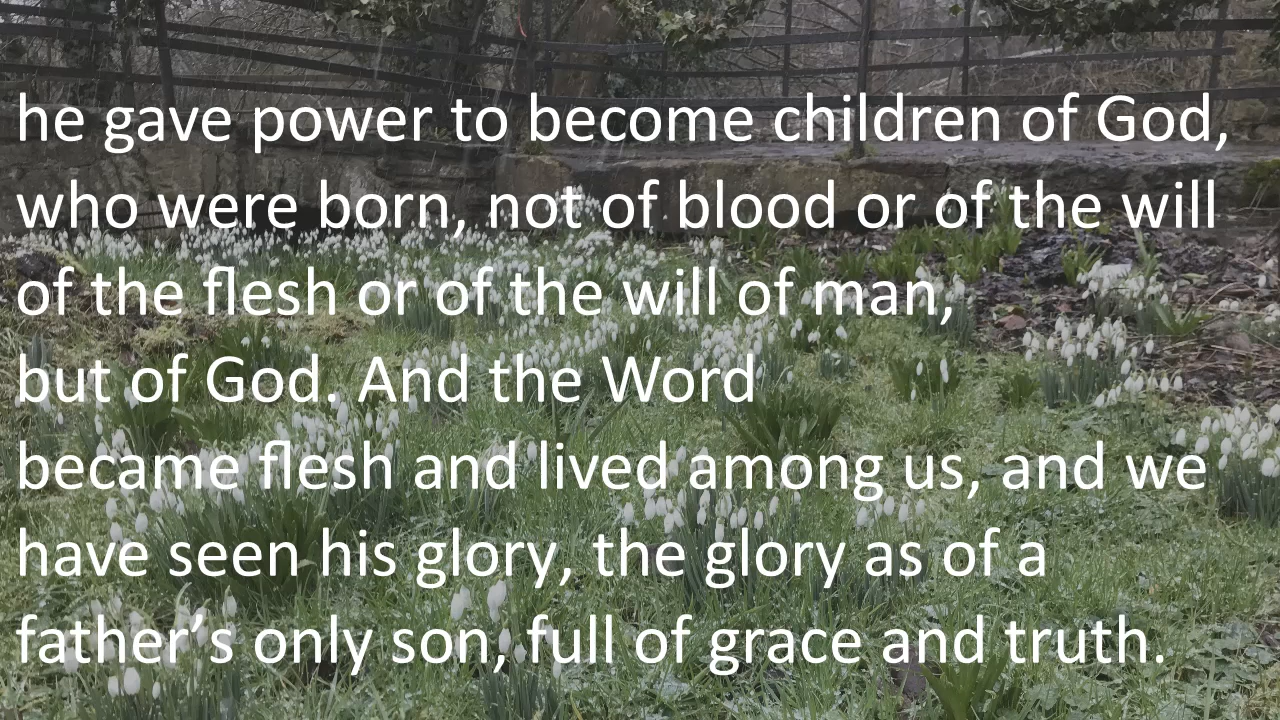 he gave power to become children of God,
who were born, not of blood or of the will
of the flesh or of the will of man,
but of God. And the Word
became flesh and lived among us, and we
have seen his glory, the glory as of a
father’s only son, full of grace and truth.